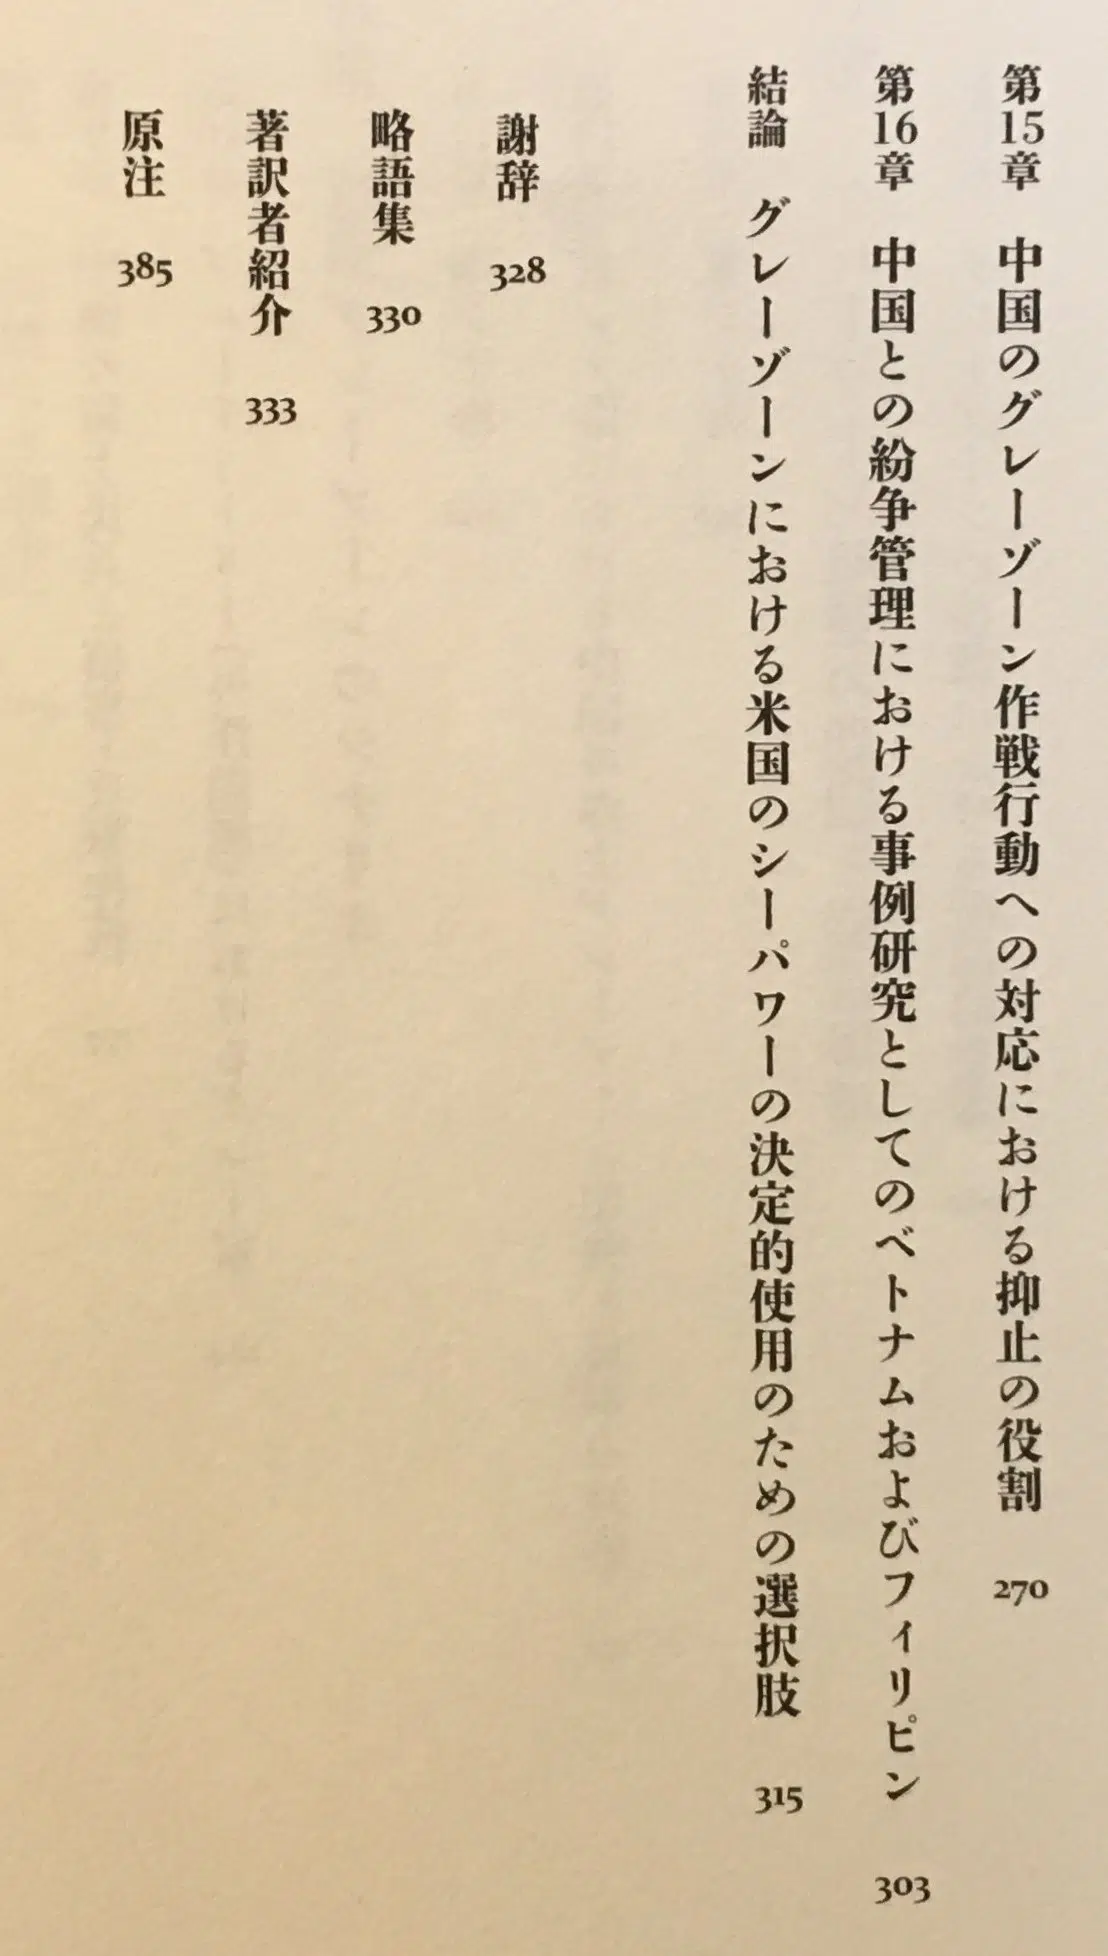 第15章　中国のグレーゾーン作戦行動への対応における抑止の役割　270
第16章　中国との紛争管理における事例研究としてのベトナムおよびフィリピン　303
結論　グレーゾーンにおける米国のシーパワーの決定的使用のための選択肢　315
謝辞　328
略語集　330
著訳者紹介　333
原注　385